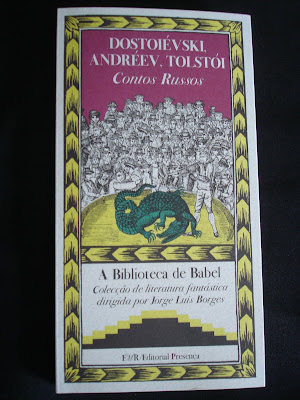 DOSTOIÉVSKI,
ANDRÉEV, TOLSTÓI
Contos Russos
A Biblioteca de Babel
Colecção de literatura fantástica
dirigida por Jorge Luis Borges
Editorial Presença